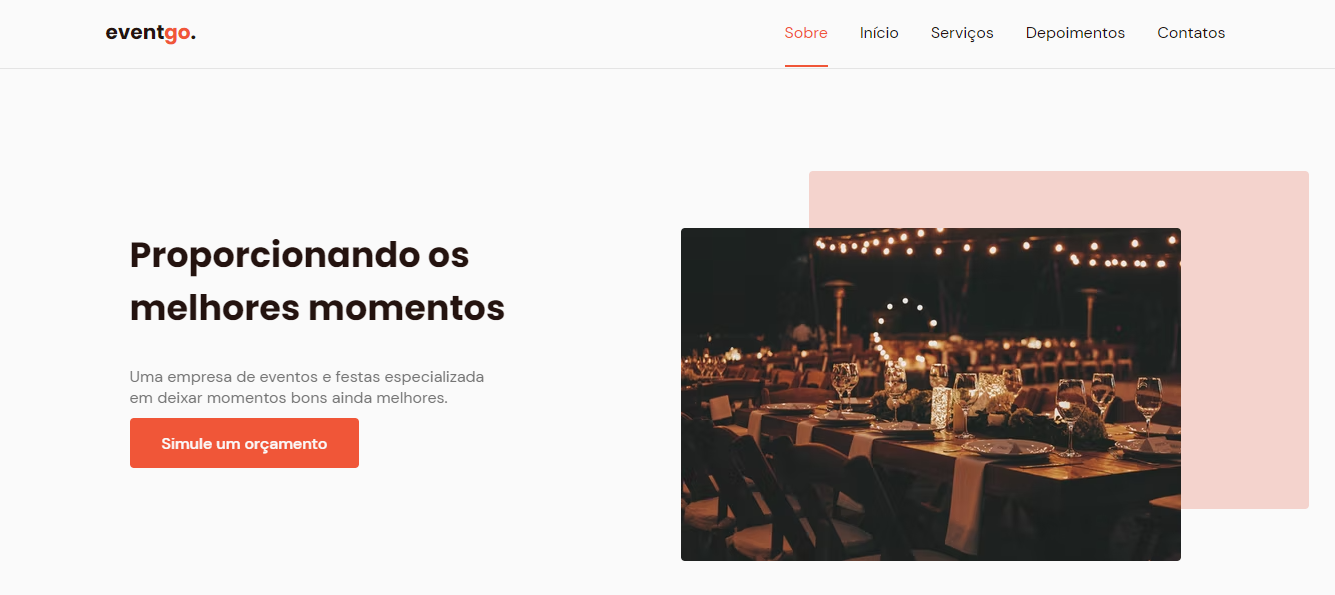 eventgo.
Sobre Início Serviços Depoimentos Contatos
Proporcionando os
melhores momentos
Uma empresa de eventos e festas especializada
em deixar momentos bons ainda melhores.
Simule um orçamento